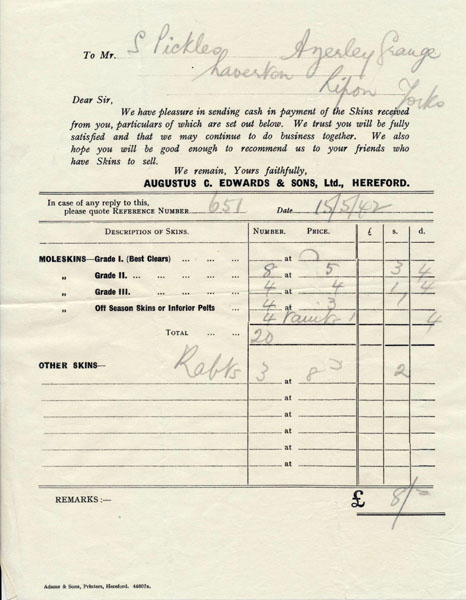 To Mr. S Pickles Azerley Grange
Laverton Ripon
Yorks
Dear Sir,
We have pleasure in sending cash in payment of the Skins received
from you, particulars of which are set out below. We trust you will be fully
satisfied and that we may continue to do business together. We also
hope you will be good enough to recommend us to your friends who
have Skins to sell.
We remain, Yours faithfully,
AUGUSTUS C. EDWARDS & SONS, Ltd., HEREFORD.
In case of any reply to this,
please quote REFERENCE NUMBER 651 Date 15/5/42
DESCRIPTION OF SKINS. NUMBER. PRICE. £ s. d.
MOLESKINS—Grade I. (Best Clears) ... ... ... at
„ Grade II. ... ... ... ... 8 at 5 3 4
„ Grade III. ... ... ... ... 4 at 4 1 4
„ Off Season Skins or Inferior Pelts ... 4 at 3 1
4 1 4
TOTAL ... ... ... 20
OTHER SKINS— Rabts 3 at 8 2
at
at
at
at
at
at
REMARKS :— £ 8/-
Adams & Sons, Printers, Hereford. 44807a.